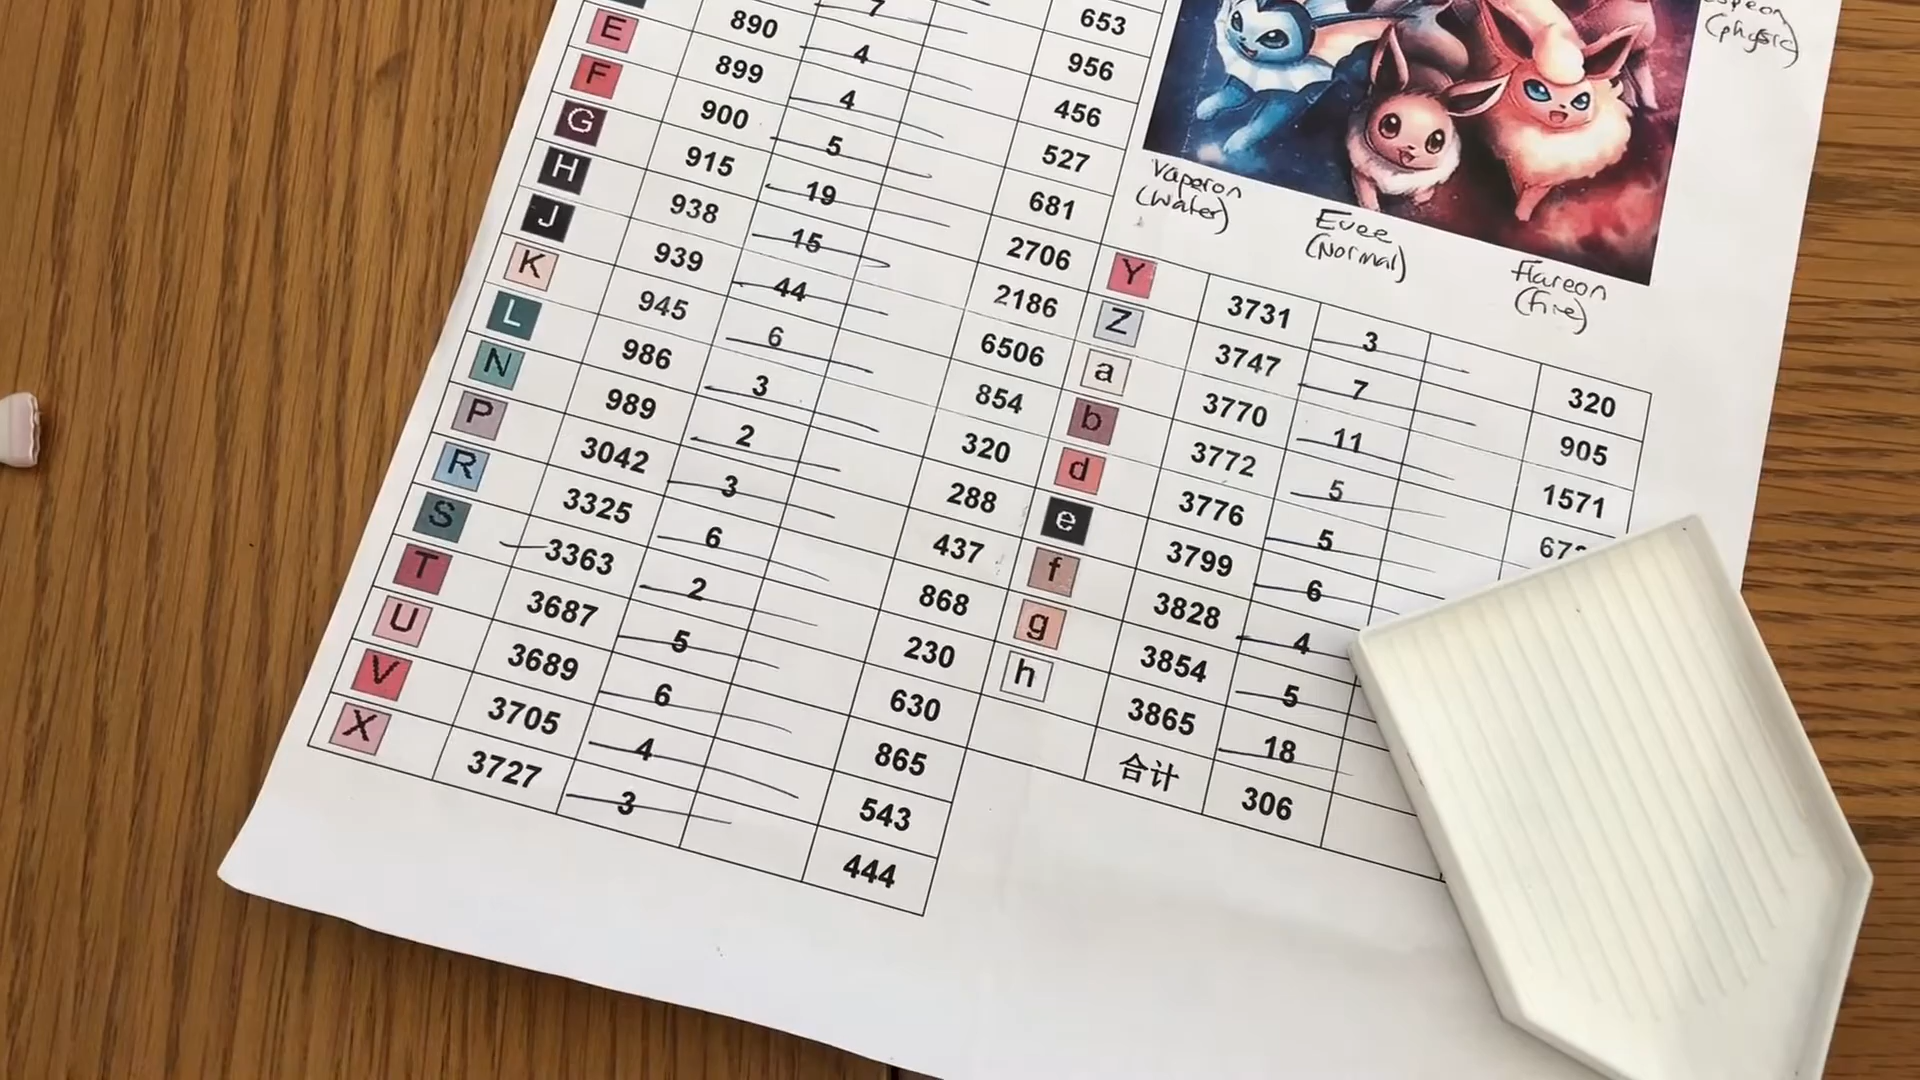 653
7 956
890 4 456
E 899 4 527
F 900 5 681
G 915 19 2706
H 938 15 2186
J 939 44 6506
K 945 6 854
L 986 3 320
N 989 2 288
P 3042 3 437
R 3325 6 868
S 3363 2 230
T 3687 5 630
U 3689 6 865
V 3705 4 543
X 3727 3 444
(physic)
Vaperon
(Water)
Evee
(Normal)
Flareon
(fire)
Y 3731 3 320
Z 3747 7 905
a 3770 11 1571
b 3772 5
d 3776 5
e 3799 6
f 3828 4
g 3854 5
h 3865 18
合计 306